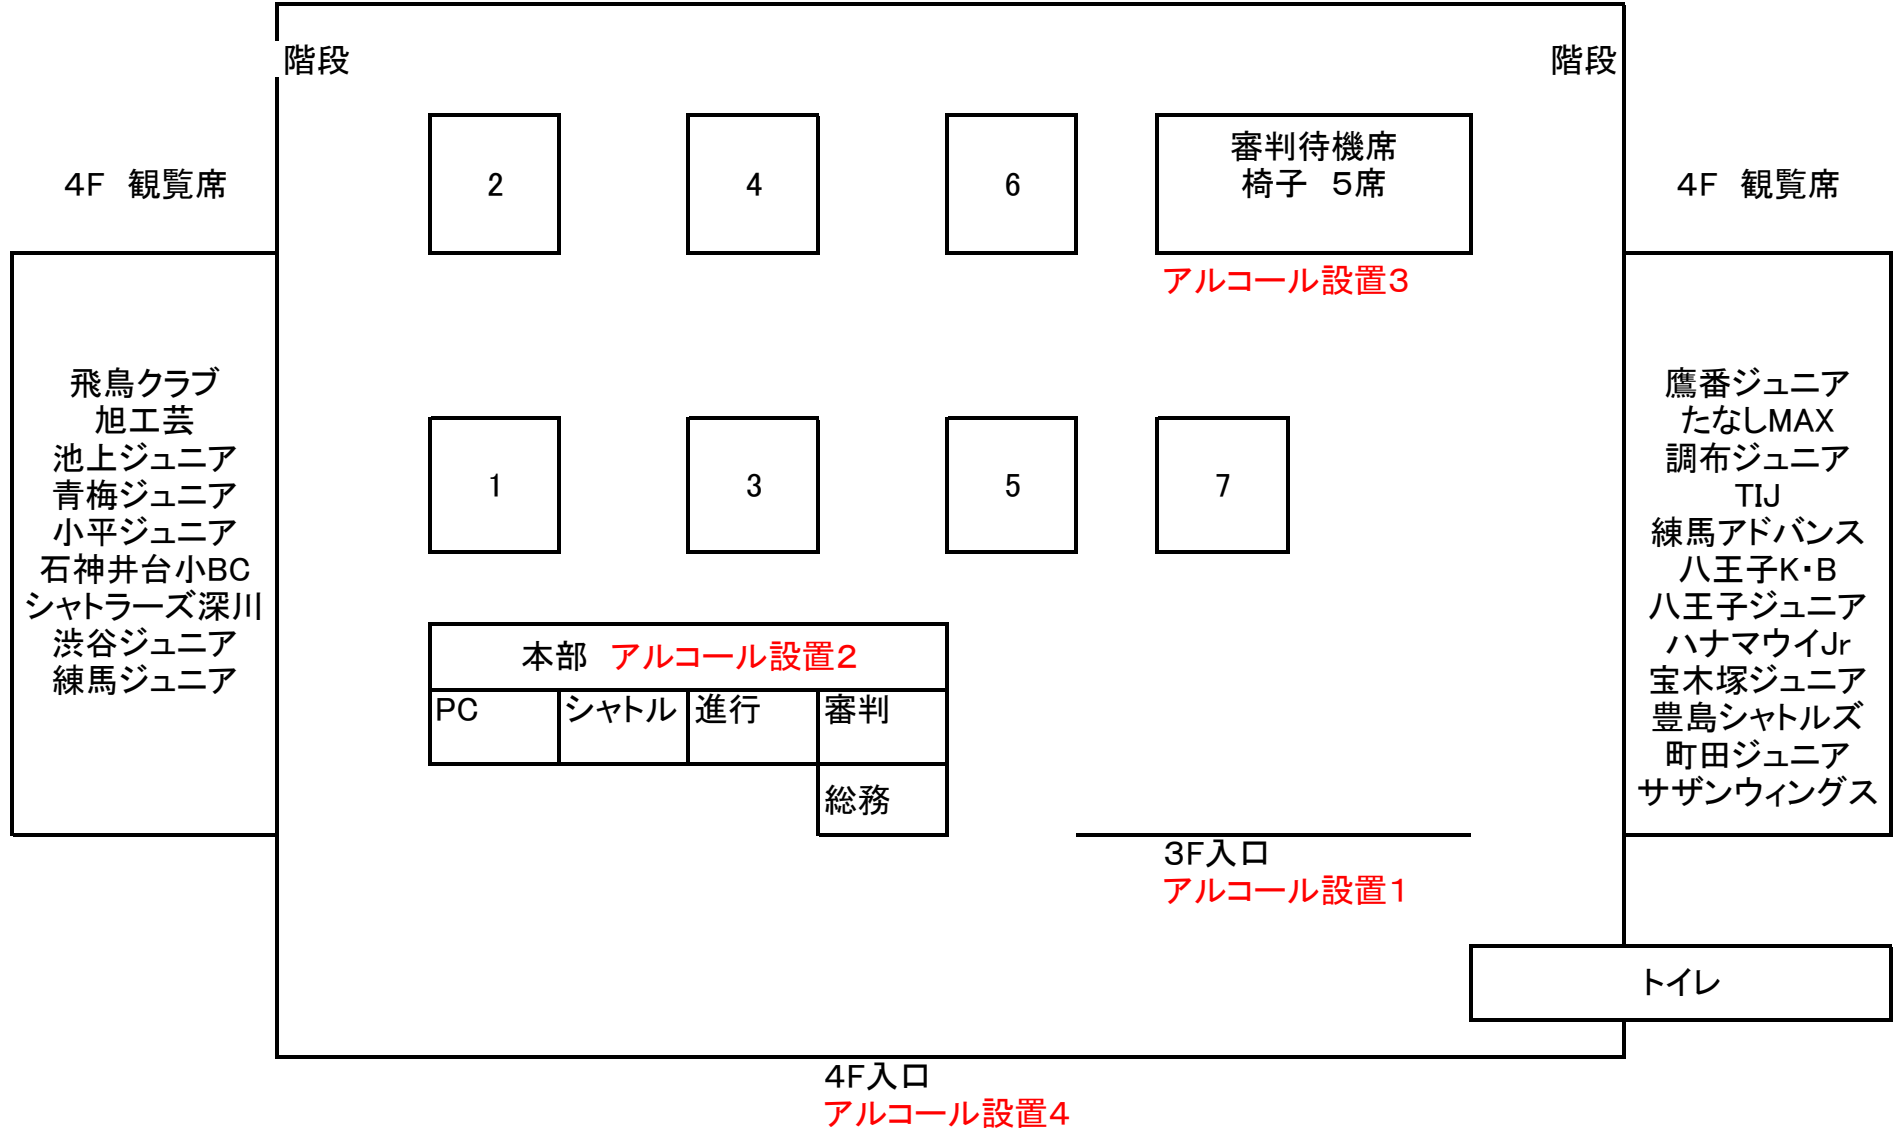 階段
階段
2
4
6
審判待機席
椅子　5席
4F　観覧席
4F　観覧席
アルコール設置3
飛鳥クラブ
旭工芸
池上ジュニア
青梅ジュニア
小平ジュニア
石神井台小BC
シャトラーズ深川
渋谷ジュニア
練馬ジュニア
1
3
5
7
鷹番ジュニア
たなしMAX
調布ジュニア
TIJ
練馬アドバンス
八王子K・B
八王子ジュニア
ハナマウイJr
宝木塚ジュニア
豊島シャトルズ
町田ジュニア
サザンウィングス
本部　アルコール設置2
PC
シャトル
進行
審判
総務
3F入口
アルコール設置1
トイレ
4F入口
アルコール設置4